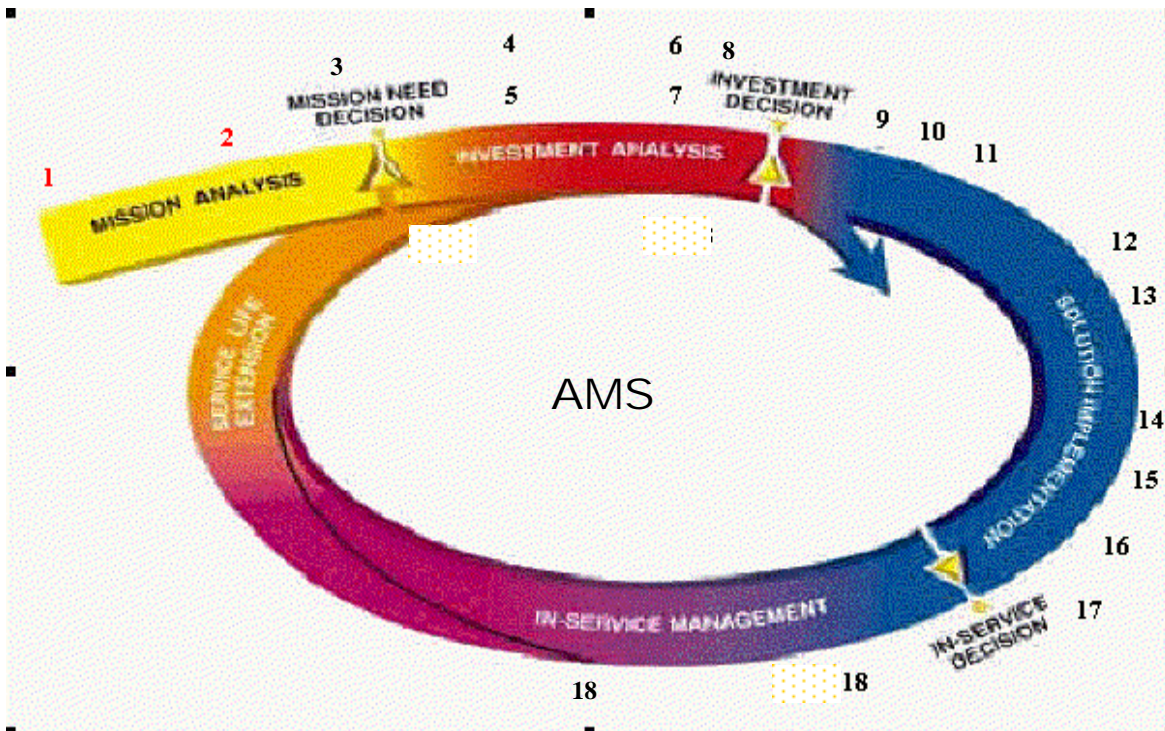 4
6
8
3
MISSION NEED
DECISION
5
7
INVESTMENT
DECISION
9
10
11
2
1
MISSION ANALYSIS
INVESTMENT ANALYSIS
12
13
SERVICE LIFE
EXTENSION
AMS
SOLUTION IMPLEMENTATION
14
15
16
17
IN-SERVICE MANAGEMENT
IN-SERVICE
DECISION
18
18